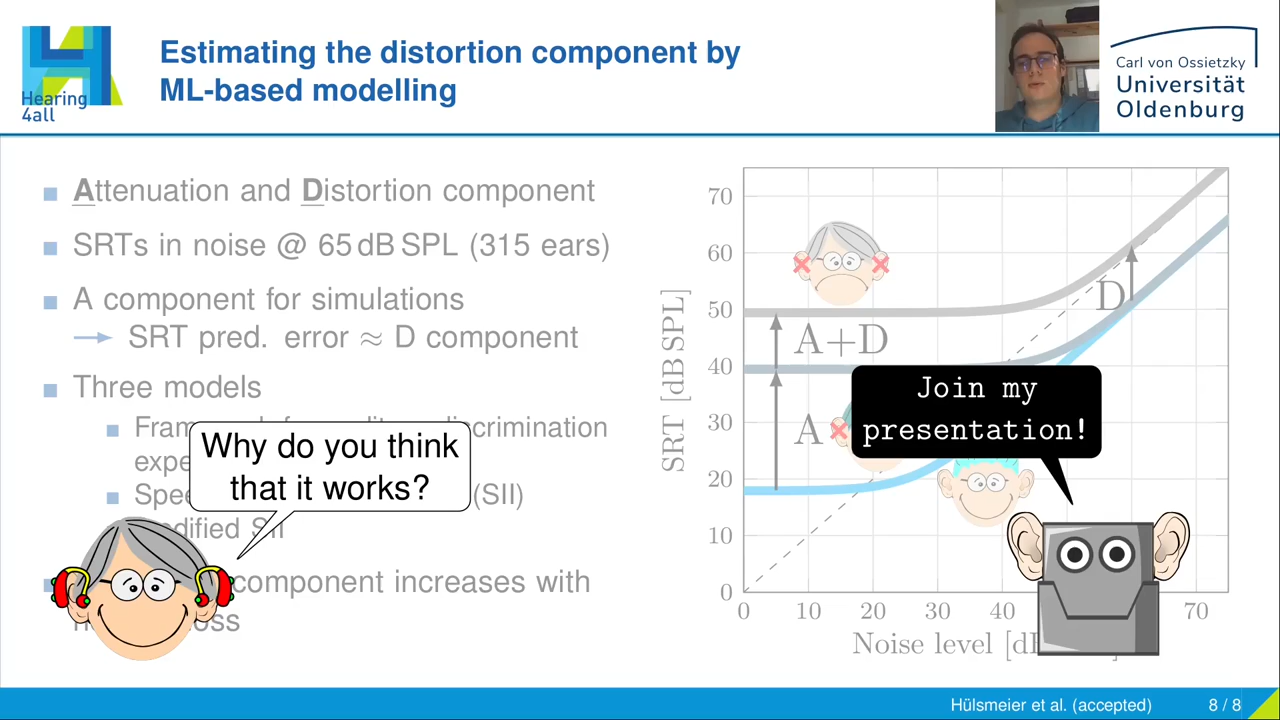 Hearing
4all
Estimating the distortion component by
ML-based modelling
Carl von Ossietzky
Universität
Oldenburg
Attenuation and Distortion component
SRTs in noise @ 65 dB SPL (315 ears)
A component for simulations
→ SRT pred. error ≈ D component
Three models
discrimination
(SII)
component increases with
Why do you think
that it works?
70
60
50
40
30
20
10
0
SRT [dB SPL]
A+D
A
D
Join my
presentation!
0 10 20 30 40 70
Noise level
Hülsmeier et al. (accepted)
8 / 8